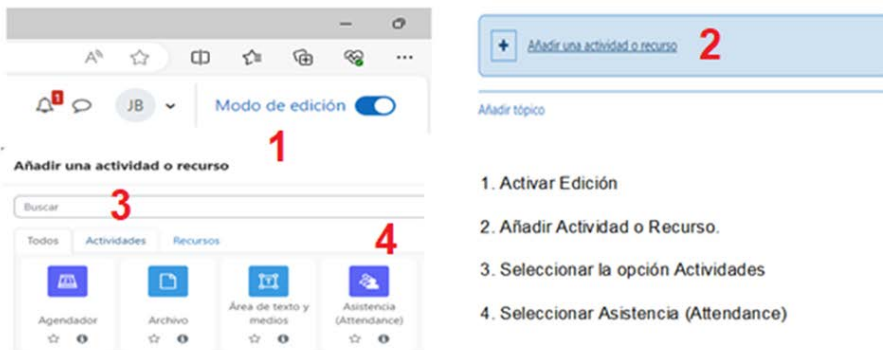 1
JB
Modo de edición
1
Añadir una actividad o recurso
Buscar
3
Todos Actividades Recursos
4
Agendador
Archivo
Área de texto y
medios
Asistencia
(Attendance)
+ Añadir una actividad o recurso 2
Añadir tópico
1. Activar Edición
2. Añadir Actividad o Recurso.
3. Seleccionar la opción Actividades
4. Seleccionar Asistencia (Attendance)